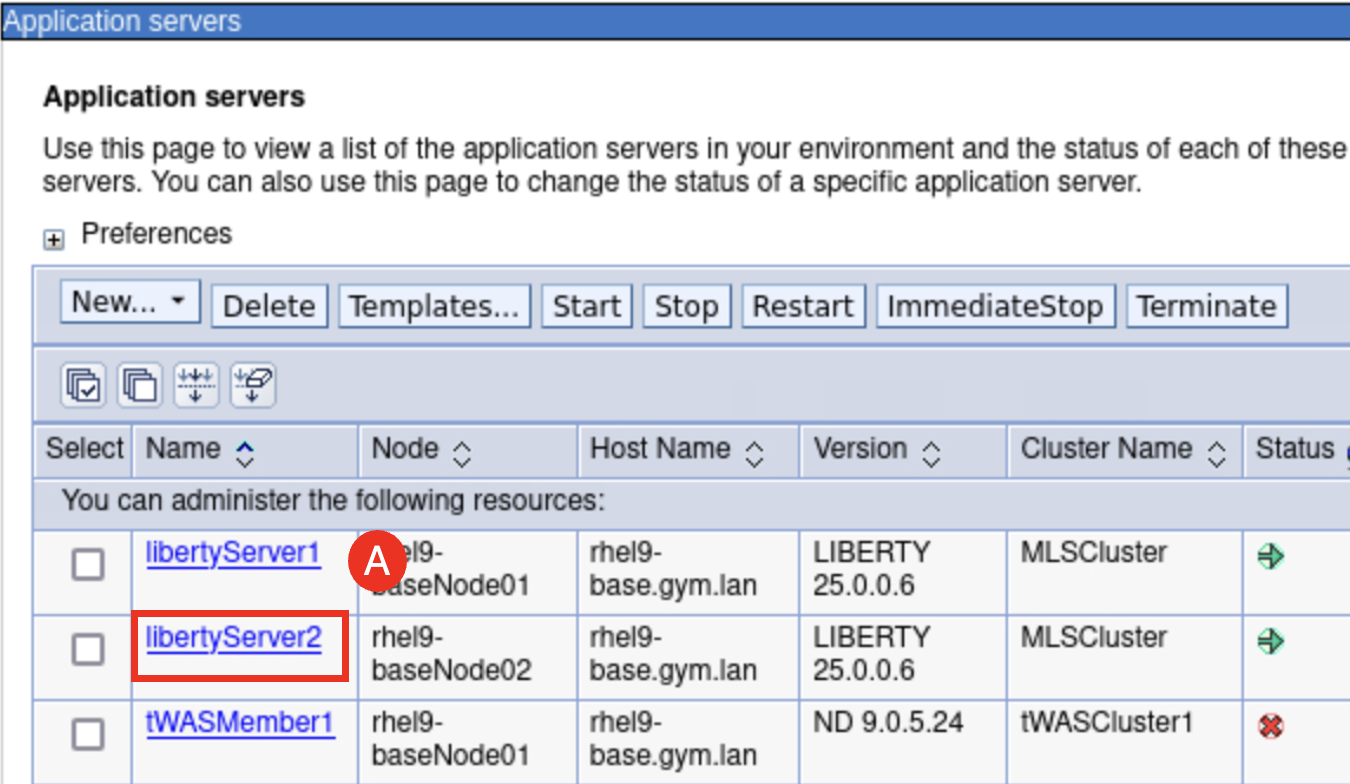 Application servers
Application servers
Use this page to view a list of the application servers in your environment and the status of each of these
servers. You can also use this page to change the status of a specific application server.
Preferences
New... Delete Templates... Start Stop Restart ImmediateStop Terminate
Select Name Node Host Name Version Cluster Name Status
You can administer the following resources:
libertyServer1 A el9- rhel9- LIBERTY MLSCluster
baseNode01 base.gym.lan 25.0.0.6
libertyServer2 rhel9- rhel9- LIBERTY MLSCluster
baseNode02 base.gym.lan 25.0.0.6
tWASMember1 rhel9- rhel9- ND 9.0.5.24 tWASCluster1
baseNode01 base.gym.lan